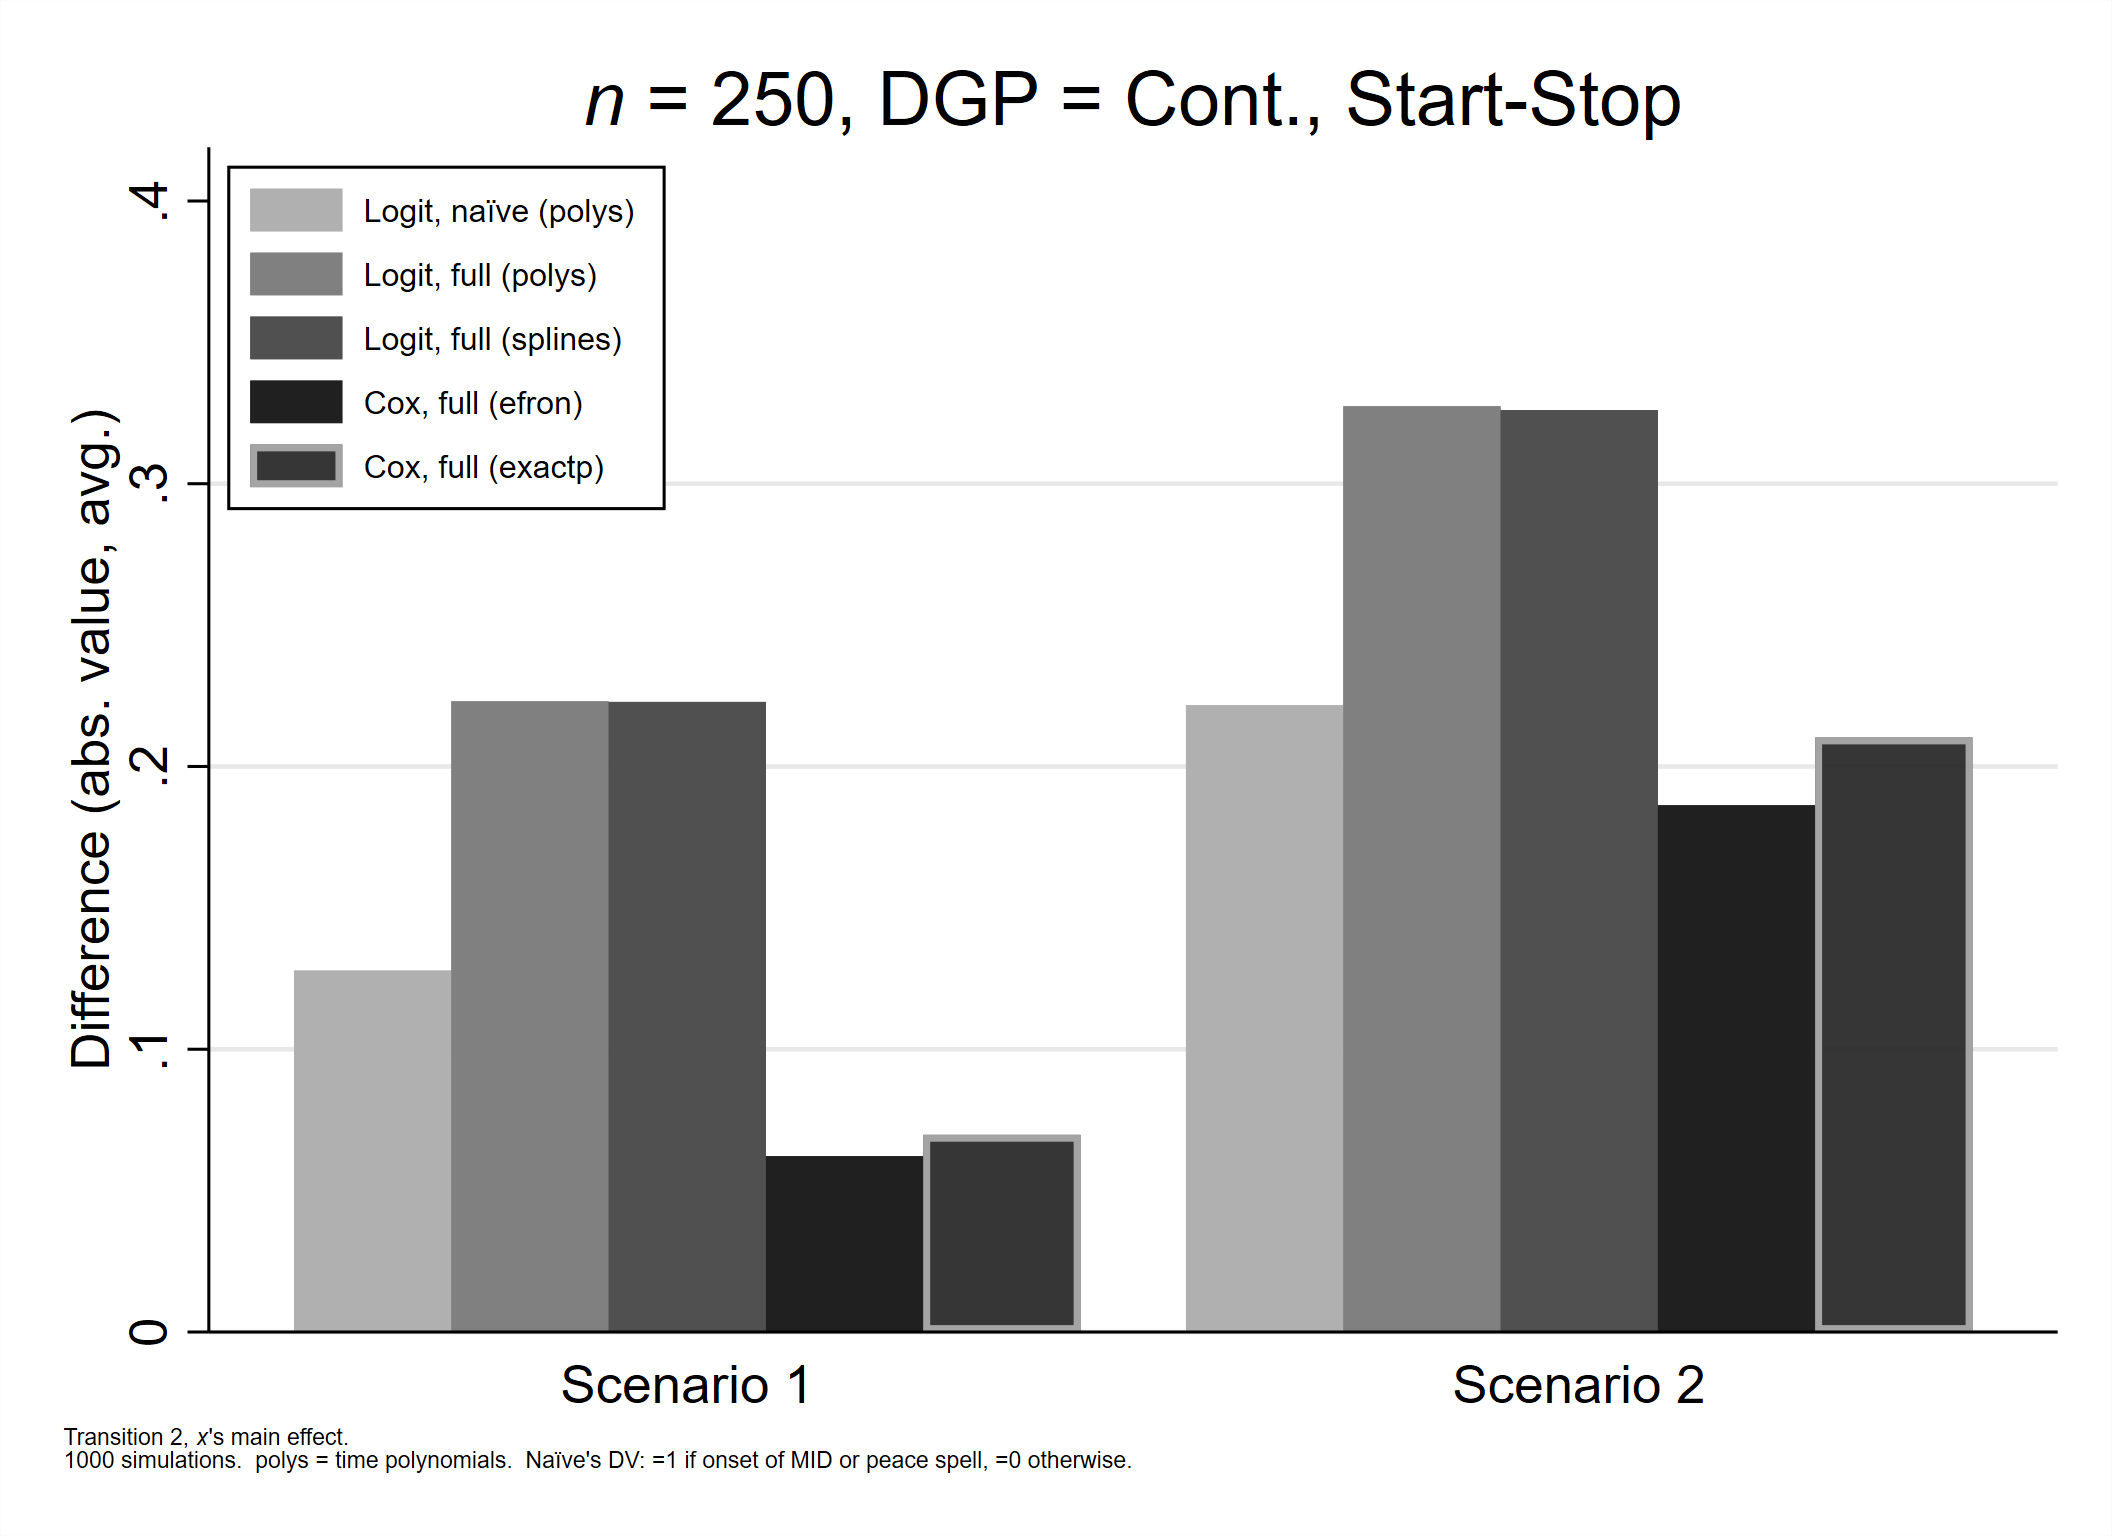 n = 250, DGP = Cont., Start-Stop
Logit, naïve (polys)
Logit, full (polys)
Logit, full (splines)
Cox, full (efron)
Cox, full (exactp)
Difference (abs. value, avg.)
.4
.3
.2
.1
0
Scenario 1
Scenario 2
Transition 2, x's main effect.
1000 simulations.  polys = time polynomials.  Naïve's DV: =1 if onset of MID or peace spell, =0 otherwise.